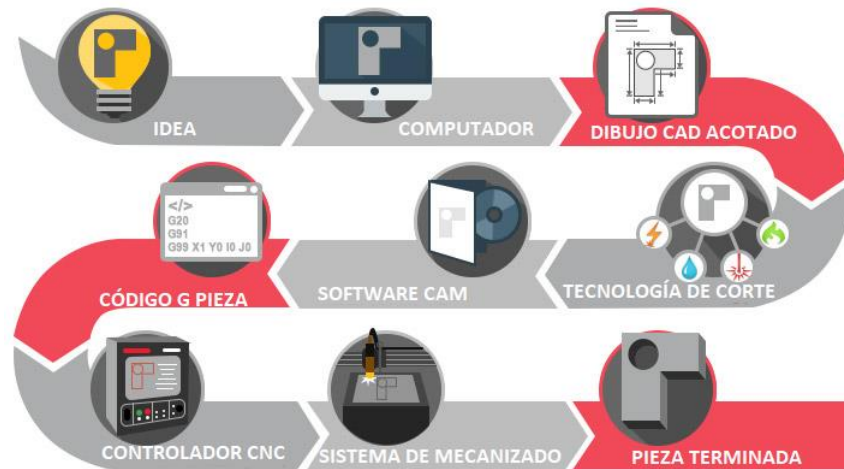 IDEA
COMPUTADOR
DIBUJO CAD ACOTADO
TECNOLOGÍA DE CORTE
SOFTWARE CAM
</>
G20
G91
G99 X1 Y0 I0 J0
CÓDIGO G PIEZA
CONTROLADOR CNC
SISTEMA DE MECANIZADO
PIEZA TERMINADA